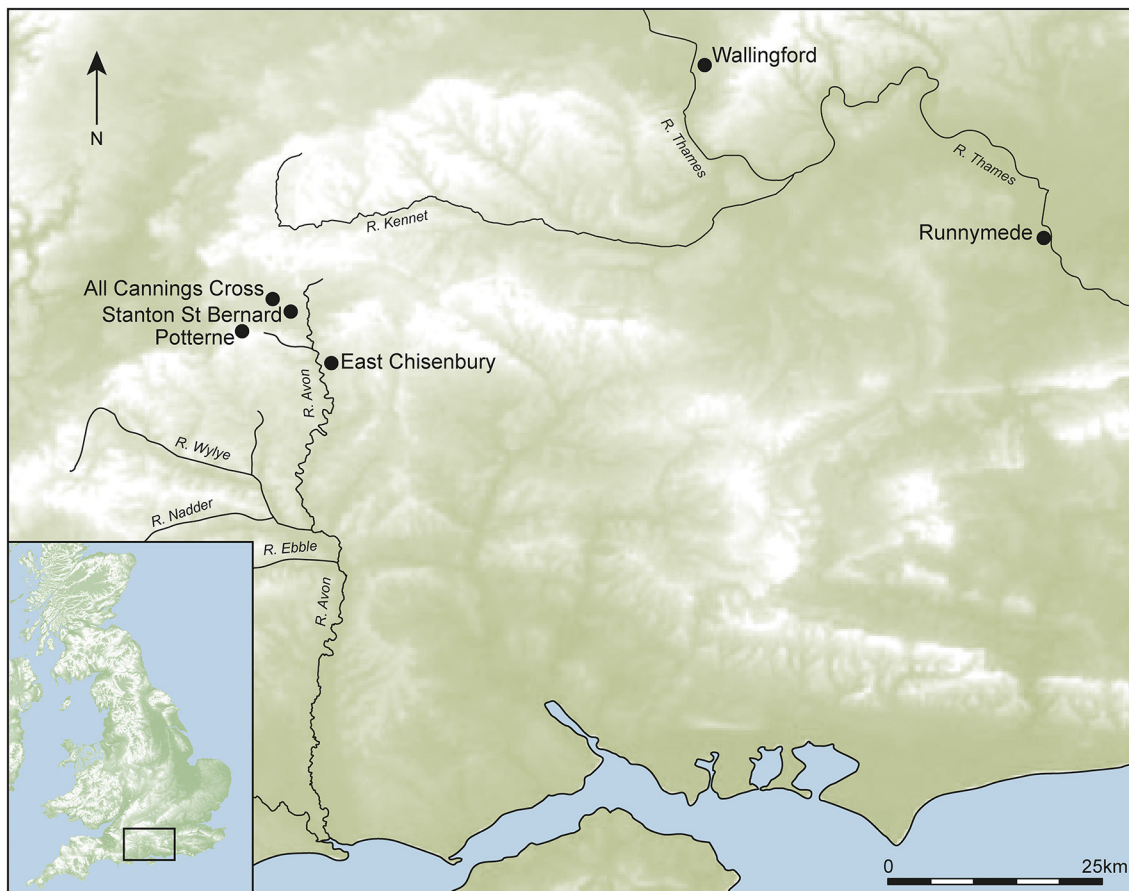 Wallingford
N
R. Thames
R. Thames
R. Kennet
Runnymede
All Cannings Cross
Stanton St Bernard
Potterne
East Chisenbury
R. Avon
R. Wylye
R. Nadder
R. Ebble
R. Avon
0 25km